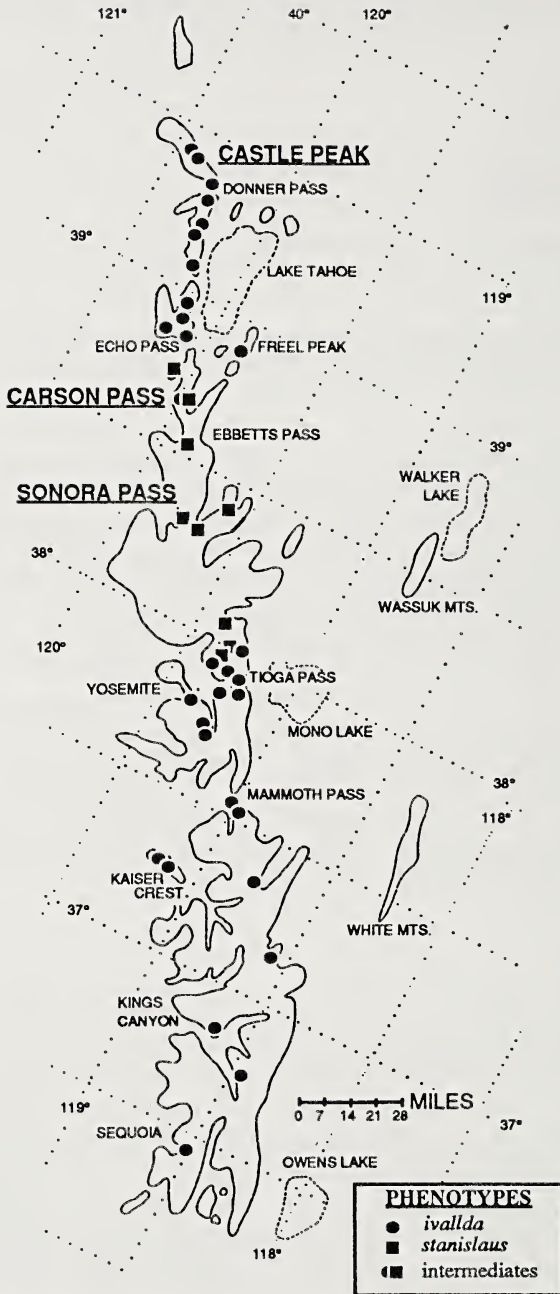 121°
40°
120°
CASTLE PEAK
DONNER PASS
39°
LAKE TAHOE
119°
ECHO PASS
FREEL PEAK
CARSON PASS
EBBETTS PASS
39°
WALKER
LAKE
SONORA PASS
38°
WASSUK MTS.
120°
TIOGA PASS
YOSEMITE
MONO LAKE
38°
MAMMOTH PASS
118°
KAISER
CREST
37°
WHITE MTS.
KINGS
CANYON
MILES
0 7 14 21 28
119°
37°
SEQUOIA
OWENS LAKE
118°
PHENOTYPES
ivallda
stanislaus
intermediates